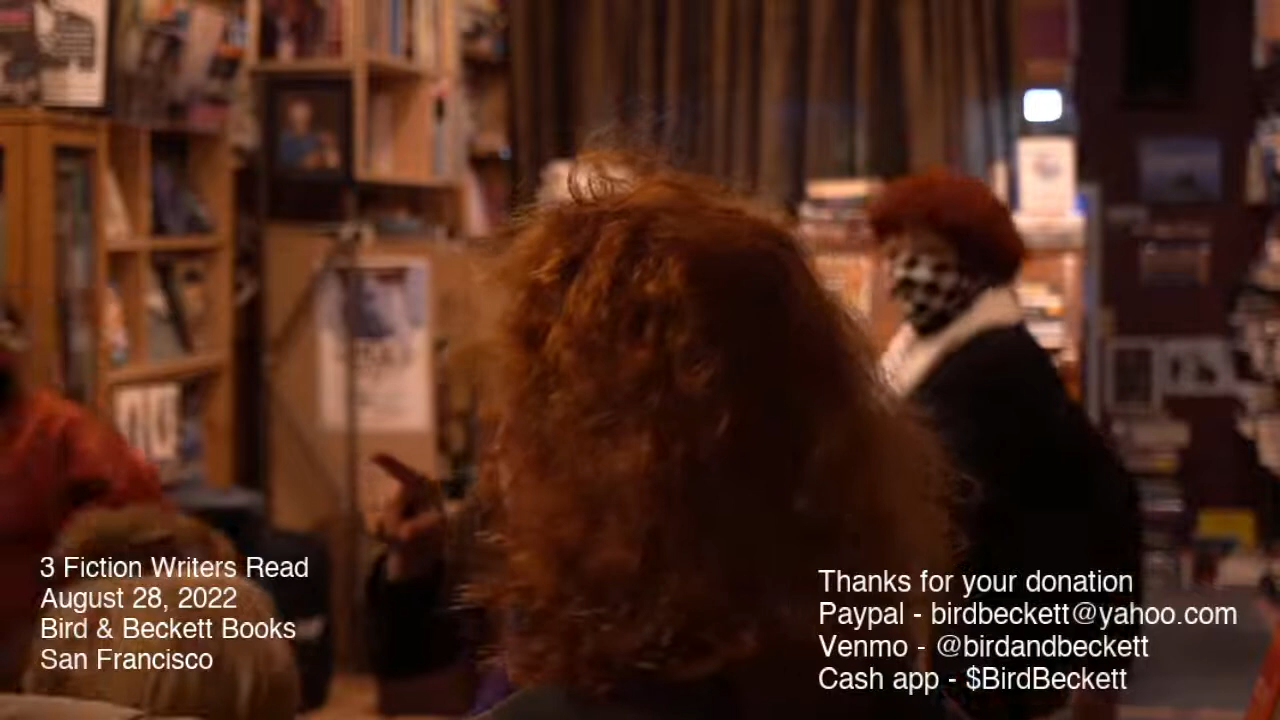 3 Fiction Writers Read
August 28, 2022
Bird & Beckett Books
San Francisco
Thanks for your donation
Paypal - birdbeckett@yahoo.com
Venmo - @birdandbeckett
Cash app - $BirdBeckett